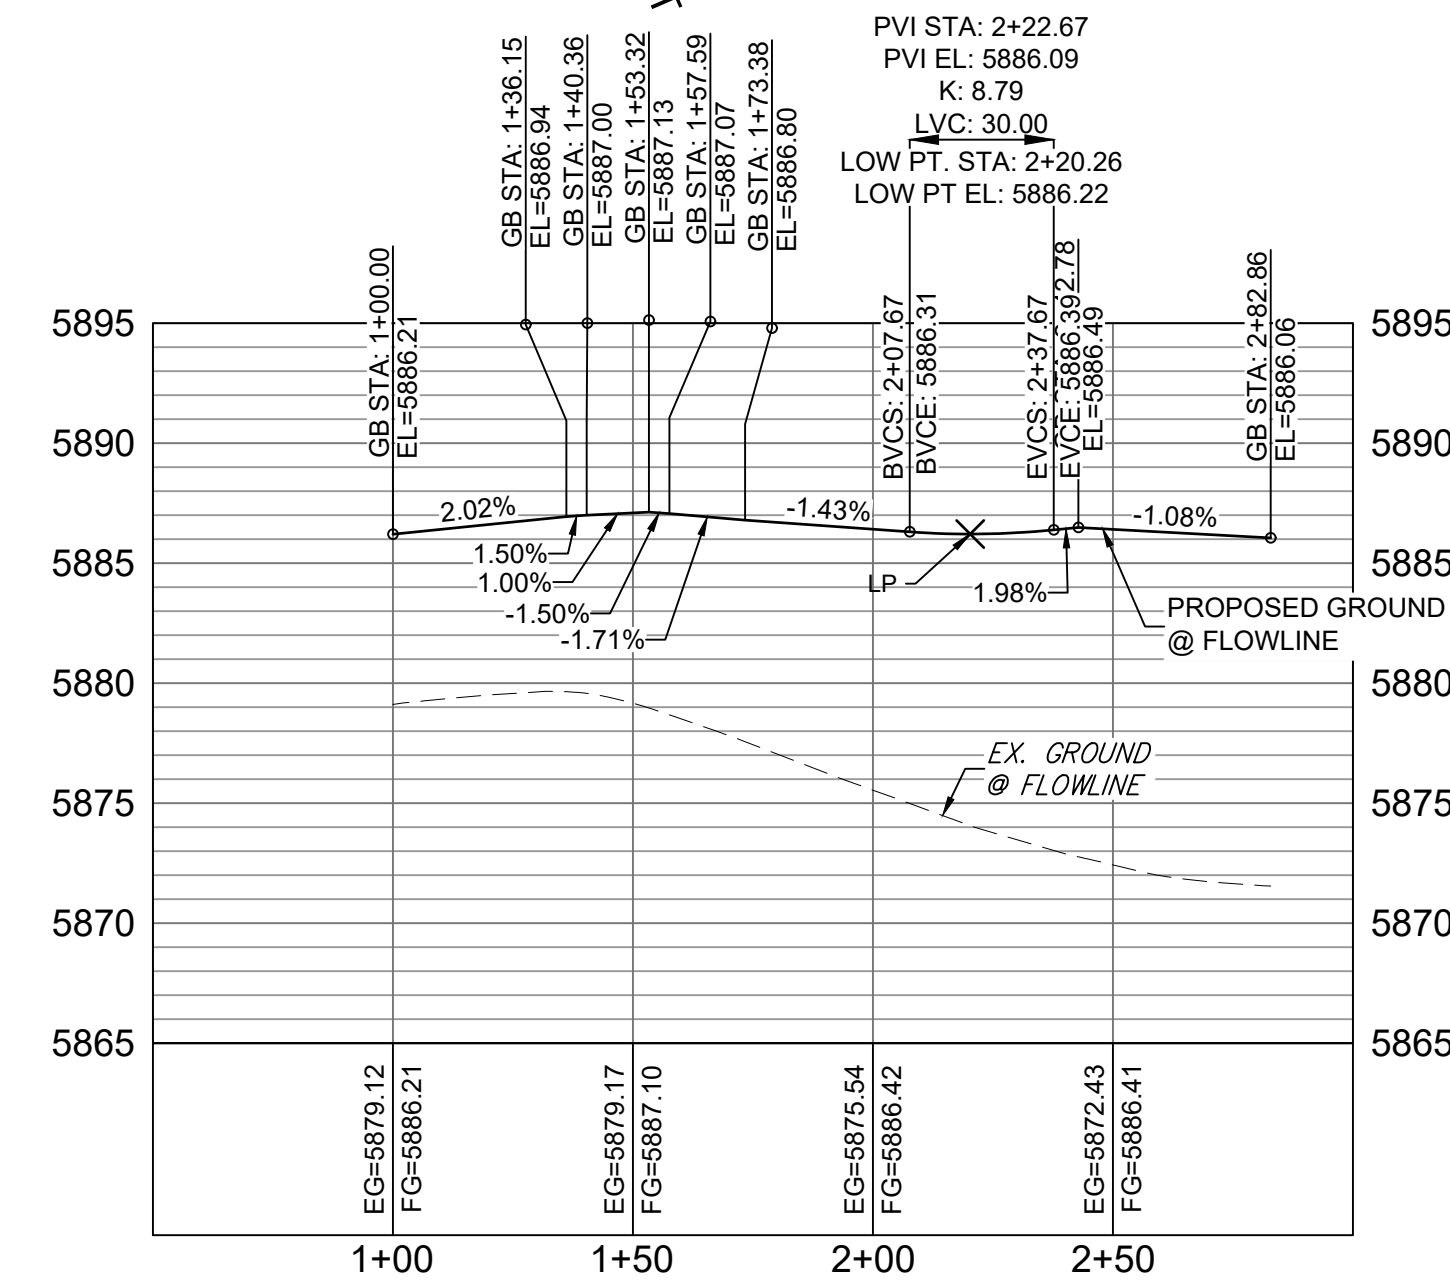 PVI STA: 2+22.67
PVI EL: 5886.09
K: 8.79
LVC: 30.00
LOW PT. STA: 2+20.26
LOW PT EL: 5886.22
GB STA: 1+36.15
EL=5886.94
GB STA: 1+40.36
EL=5887.00
GB STA: 1+53.32
EL=5887.13
GB STA: 1+57.59
EL=5887.07
GB STA: 1+73.38
EL=5886.80
GB STA: 1+00.00
EL=5886.21
BVCS: 2+07.67
BVCE: 5886.31
EVCS: 2+37.67
EVCE: 5886.39
2.78
EL=5886.49
GB STA: 2+82.86
EL=5886.06
5895
5895
5890
5890
5885
5885
5880
5880
5875
5875
5870
5870
5865
5865
2.02%
-1.43%
-1.08%
1.50%
1.00%
-1.50%
-1.71%
LP
1.98%
PROPOSED GROUND
@ FLOWLINE
EX. GROUND
@ FLOWLINE
EG=5879.12
FG=5886.21
EG=5879.17
FG=5887.10
EG=5875.54
FG=5886.42
EG=5872.43
FG=5886.41
1+00
1+50
2+00
2+50